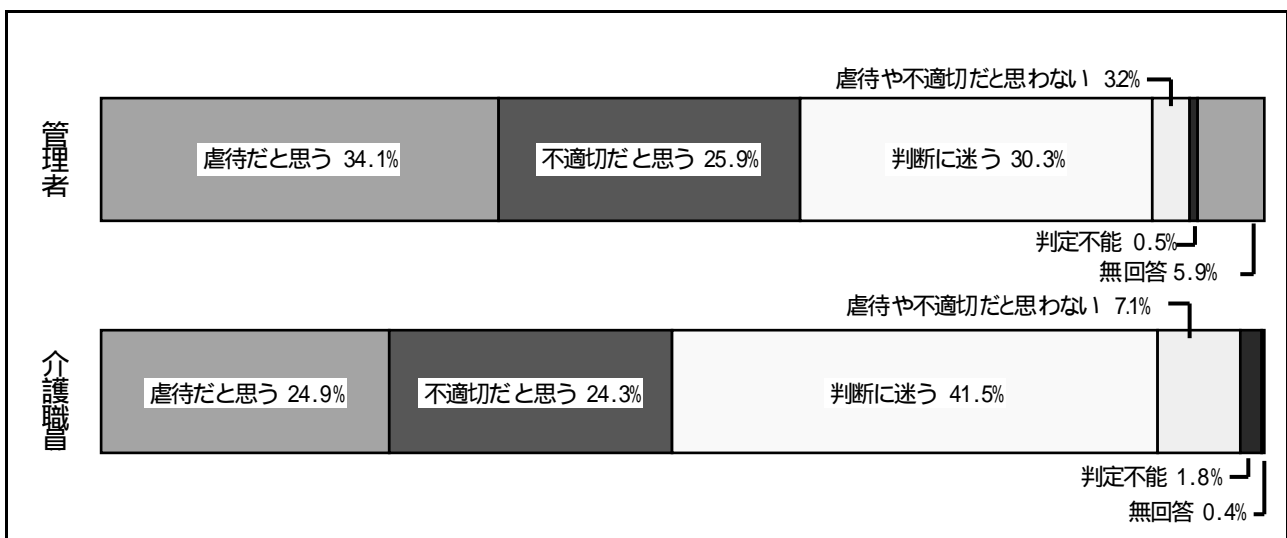 虐待や不適切だと思わない 3.2%
管理者
虐待だと思う 34.1%
不適切だと思う 25.9%
判断に迷う 30.3%
判定不能 0.5%
無回答 5.9%
虐待や不適切だと思わない 7.1%
介護職員
虐待だと思う 24.9%
不適切だと思う 24.3%
判断に迷う 41.5%
判定不能 1.8%
無回答 0.4%